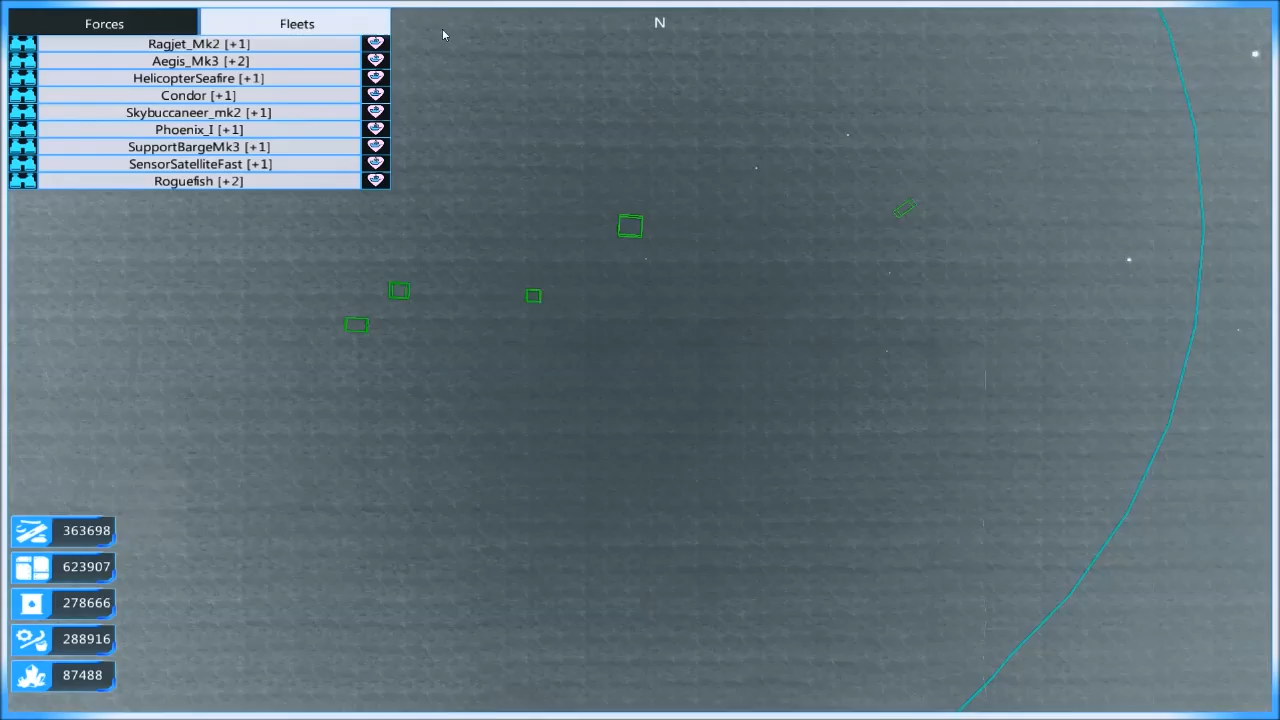 Forces
Fleets
N
Ragjet_Mk2 [+1]
Aegis_Mk3 [+2]
HelicopterSeafire [+1]
Condor [+1]
Skybuccaneer_mk2 [+1]
Phoenix_I [+1]
SupportBargeMk3 [+1]
SensorSatelliteFast [+1]
Roguefish [+2]
363698
623907
278666
288916
87488